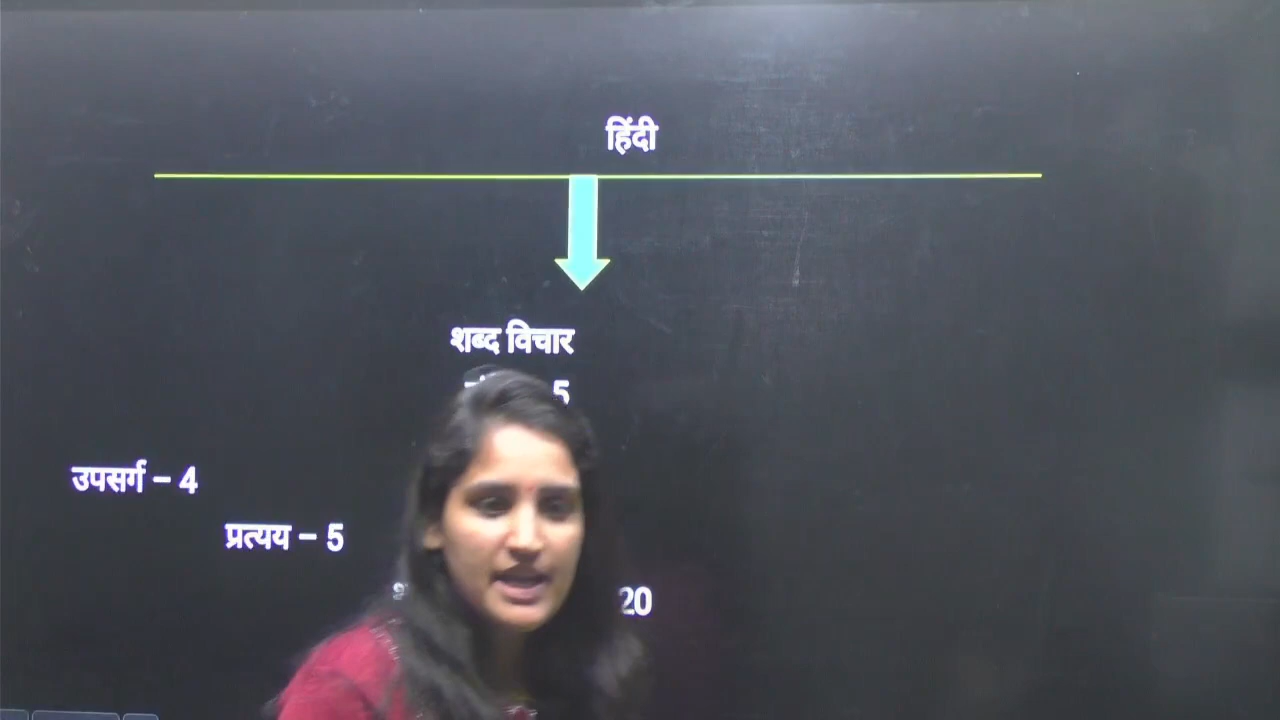 हिंदी
शब्द विचार
5
उपसर्ग – 4
प्रत्यय – 5
20